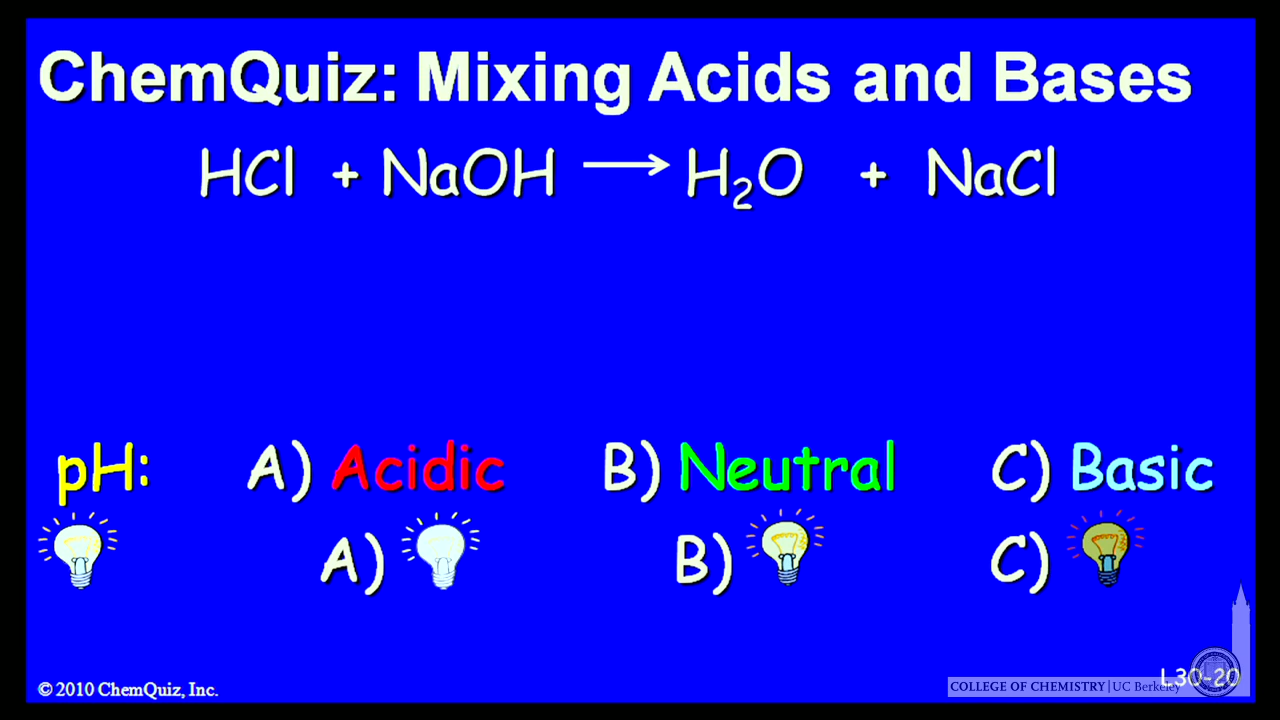 ChemQuiz: Mixing Acids and Bases
HCl + NaOH → H₂O + NaCl
pH: A) Acidic B) Neutral C) Basic
A) B) C)
L30-20
© 2010 ChemQuiz, Inc.
COLLEGE OF CHEMISTRY | UC Berkeley